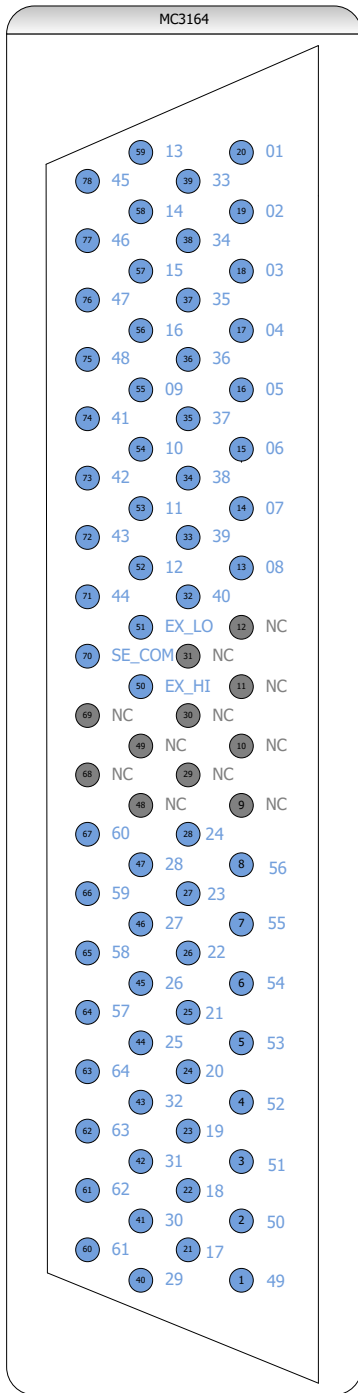 MC3164
59 13 20 01
78 45 39 33
58 14 19 02
77 46 38 34
57 15 18 03
76 47 37 35
56 16 17 04
75 48 36 36
55 09 16 05
74 41 35 37
54 10 15 06
73 42 34 38
53 11 14 07
72 43 33 39
52 12 13 08
71 44 32 40
51 EX_LO 12 NC
70 SE_COM 31 NC
50 EX_HI 11 NC
69 NC 30 NC
49 NC 10 NC
68 NC 29 NC
48 NC 9 NC
67 60 28 24
47 28 8 56
66 59 27 23
46 27 7 55
65 58 26 22
45 26 6 54
64 57 25 21
44 25 5 53
63 64 24 20
43 32 4 52
62 63 23 19
42 31 3 51
61 62 22 18
41 30 2 50
60 61 21 17
40 29 1 49